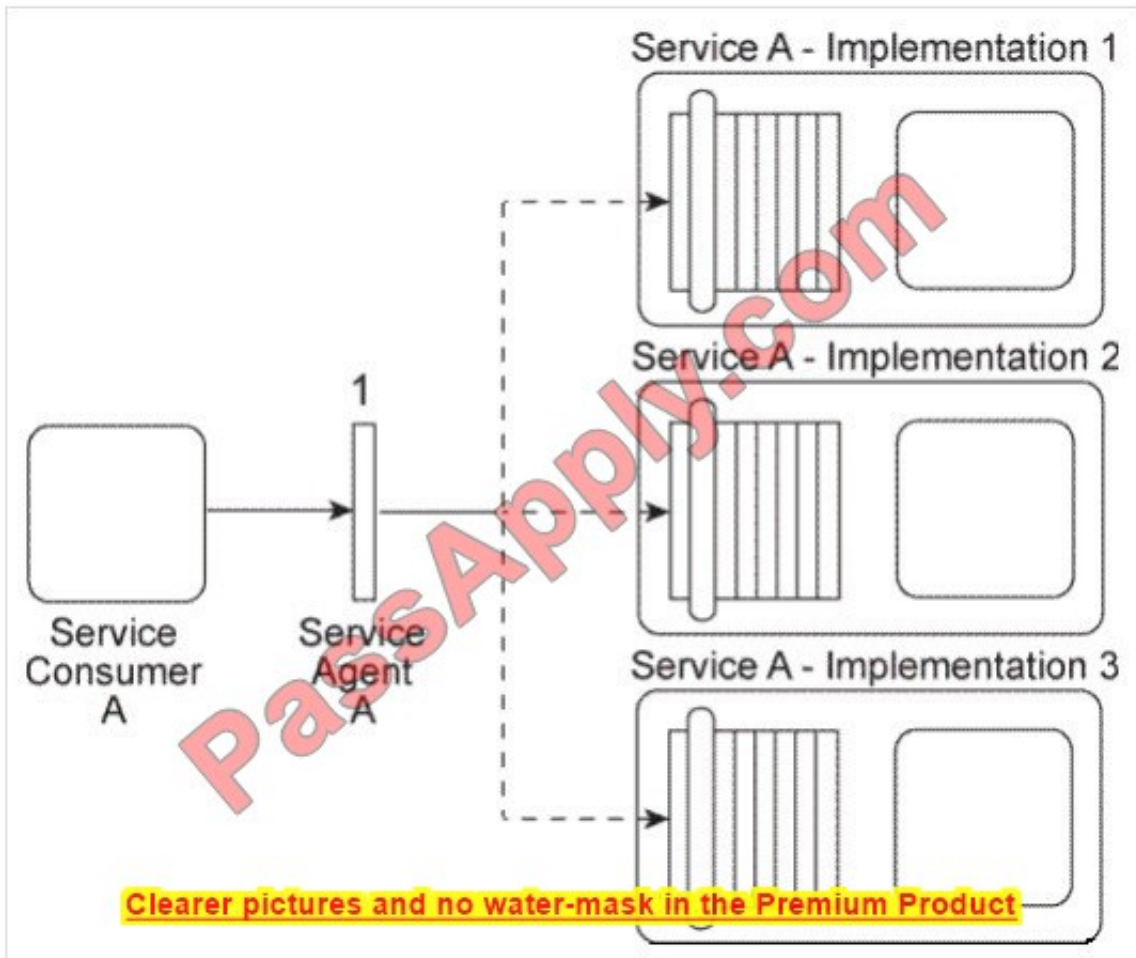 Service A - Implementation 1
Service A - Implementation 2
1
Service
Consumer
A
Service
Agent
A
Service A - Implementation 3
PassApply.com
Clearer pictures and no water-mask in the Premium Product